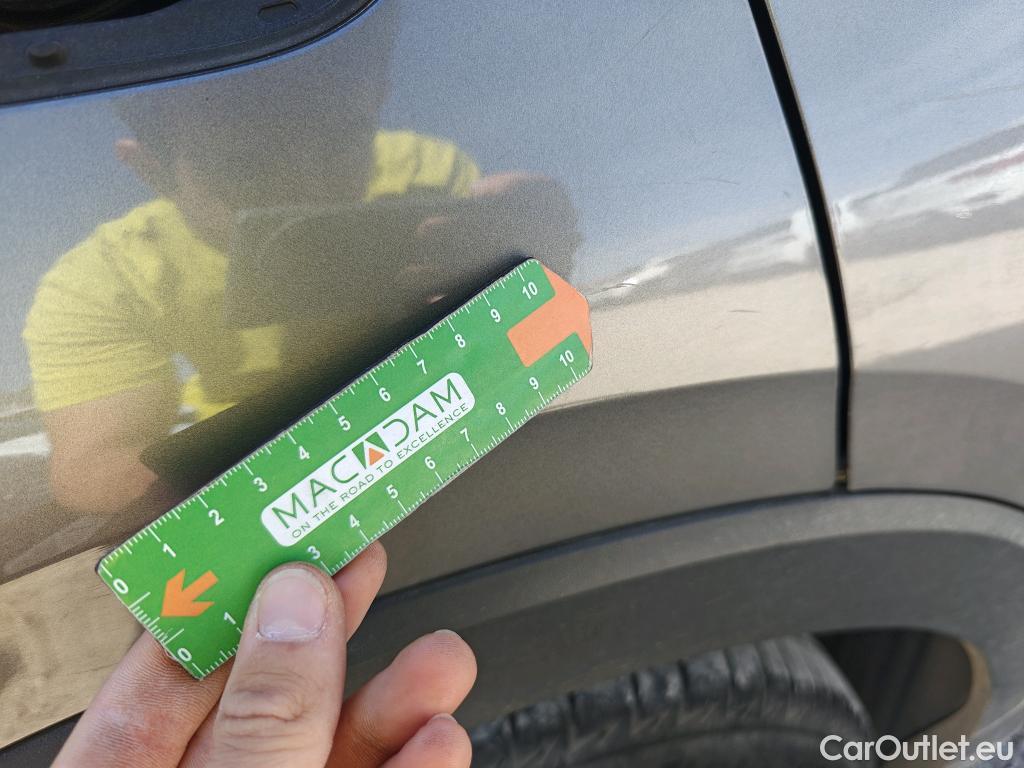 0 1 2 3 4 5 6 7 8 9 10
MACADAM
ON THE ROAD TO EXCELLENCE
0 1 3 4 5 6 7 8 9 10
CarOutlet.eu